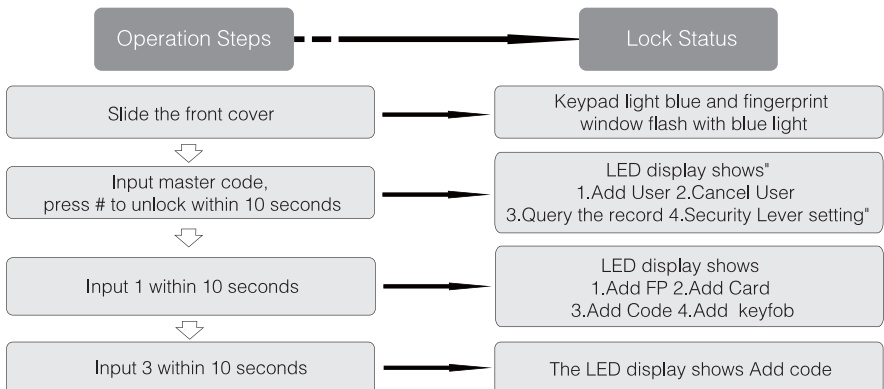 Operation Steps
Lock Status
Slide the front cover
Keypad light blue and fingerprint
window flash with blue light
Input master code,
press # to unlock within 10 seconds
LED display shows"
1.Add User 2.Cancel User
3.Query the record 4.Security Lever setting"
Input 1 within 10 seconds
LED display shows
1.Add FP 2.Add Card
3.Add Code 4.Add keyfob
Input 3 within 10 seconds
The LED display shows Add code